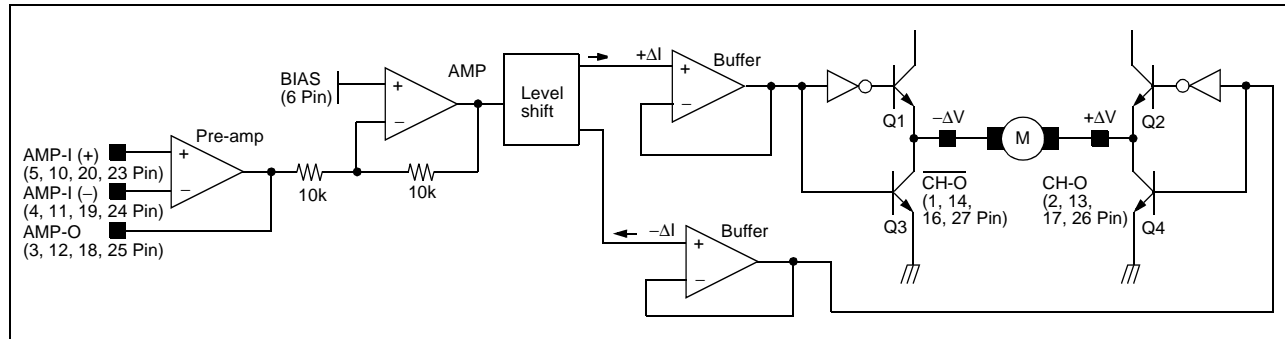 AMP-I (+)
(5, 10, 20, 23 Pin)
AMP-I (−)
(4, 11, 19, 24 Pin)
AMP-O
(3, 12, 18, 25 Pin)
Pre-amp
+
−
10k
BIAS
(6 Pin)
+
−
AMP
10k
Level
shift
+ΔI
Buffer
+
−
−ΔI
Buffer
+
−
Q1
Q3
−ΔV
CH-O
(1, 14,
16, 27 Pin)
M
+ΔV
CH-O
(2, 13,
17, 26 Pin)
Q2
Q4